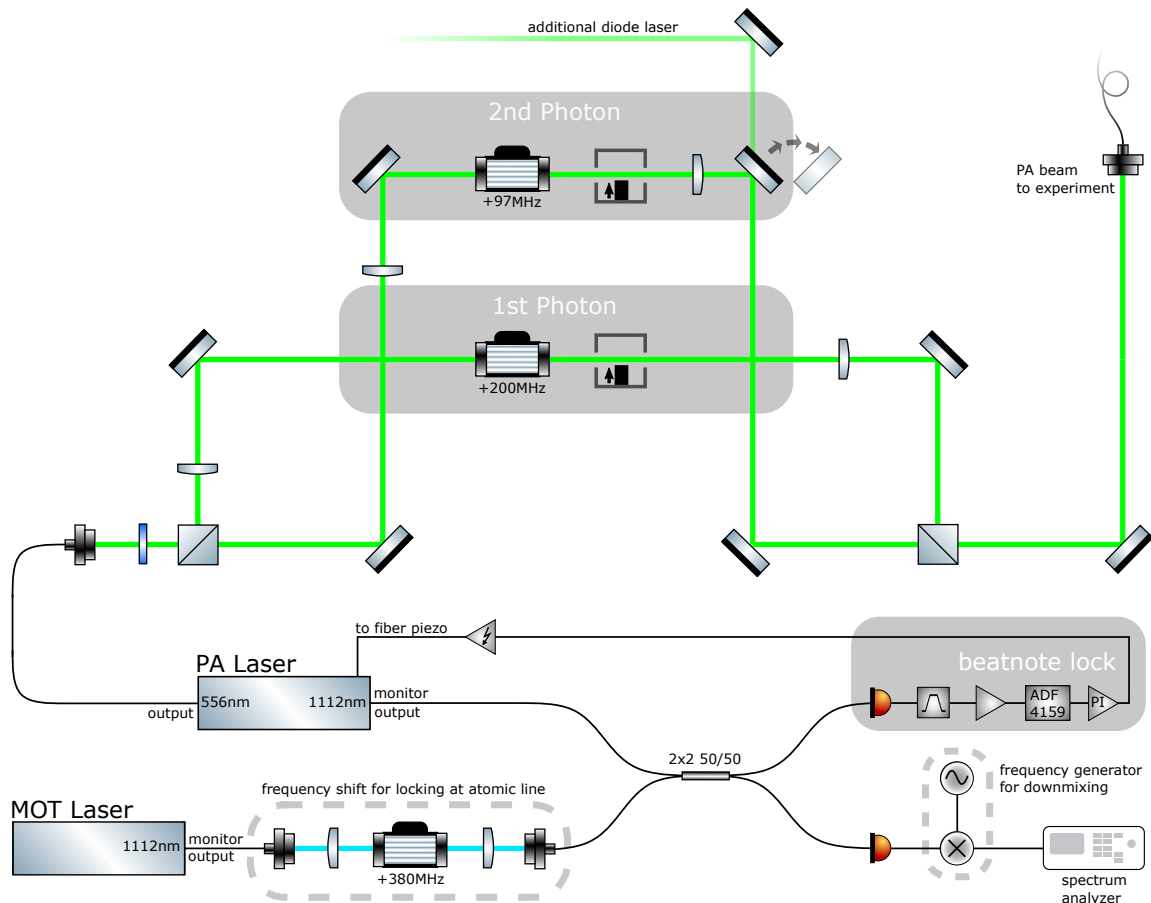 additional diode laser
2nd Photon
+97MHz
PA beam
to experiment
1st Photon
+200MHz
to fiber piezo
beatnote lock
PA Laser
556nm
1112nm
output
monitor
output
ADF
4159
PI
2x2 50/50
frequency shift for locking at atomic line
frequency generator
for downmixing
MOT Laser
1112nm
monitor
output
+380MHz
spectrum
analyzer